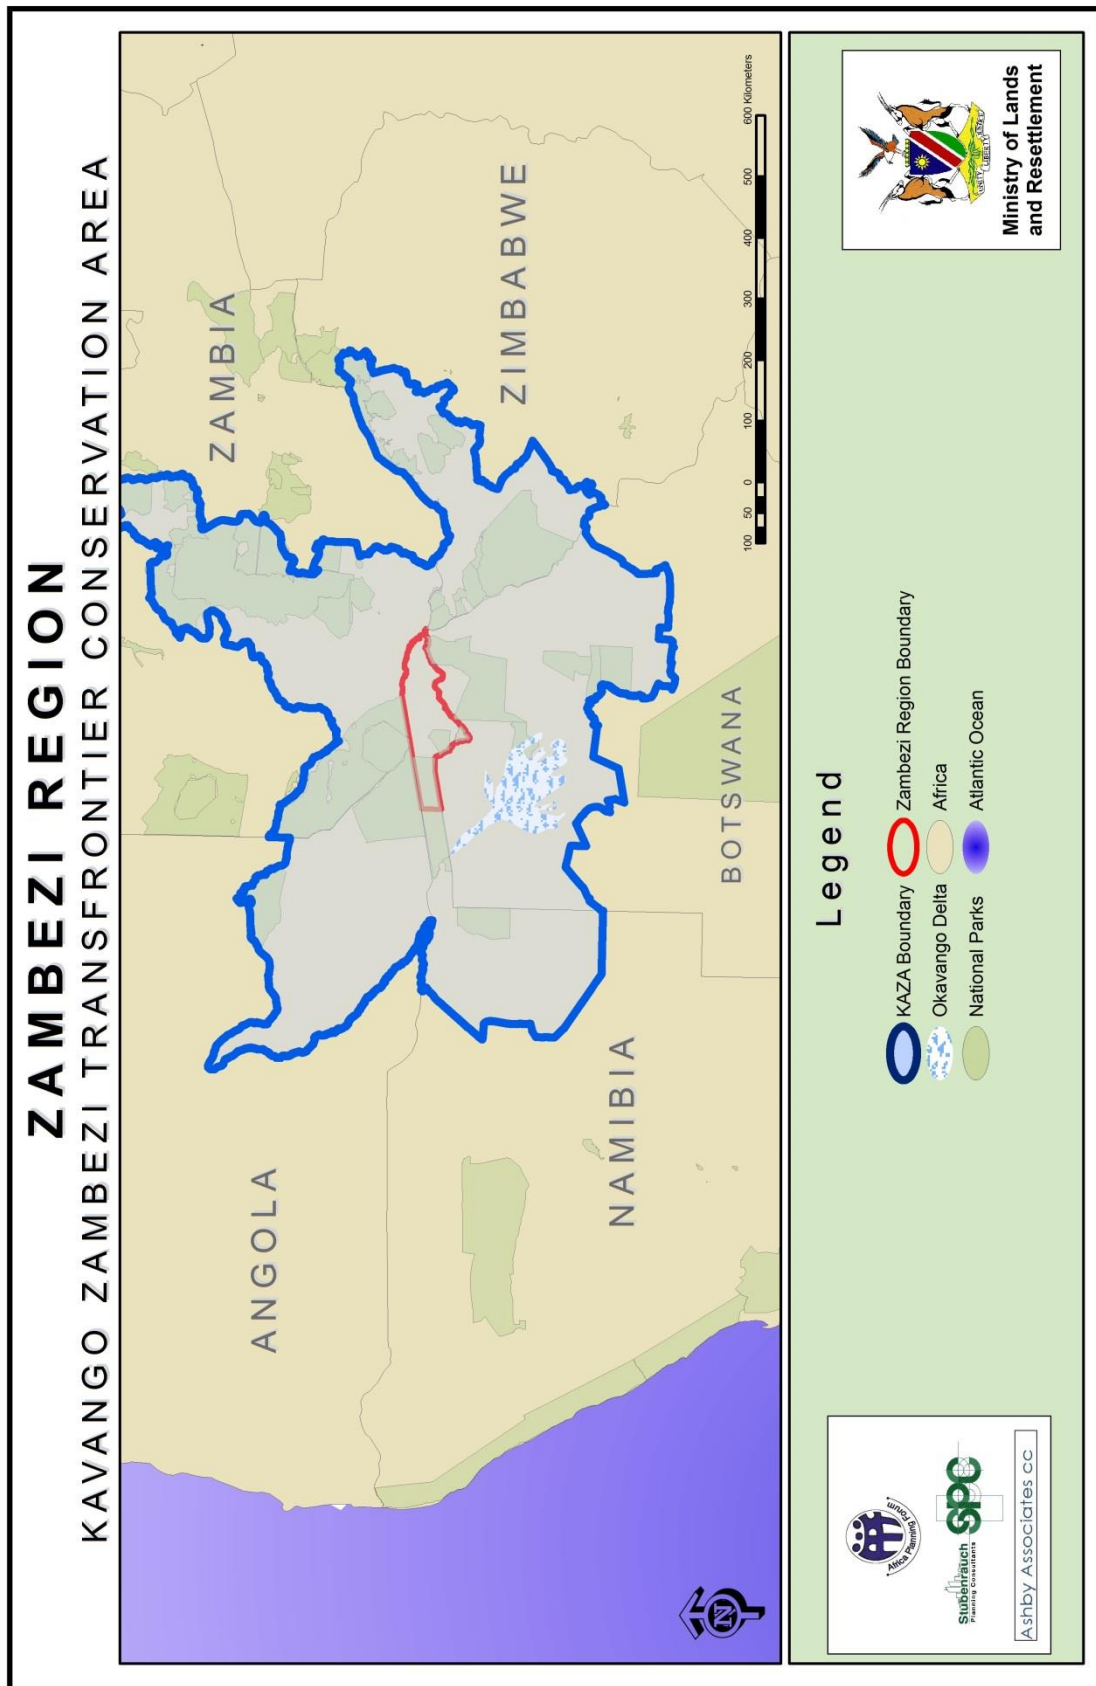 ZAMBEZI REGION
KAVANGO ZAMBEZI TRANSFRONTIER CONSERVATION AREA
ANGOLA
ZAMBIA
NAMIBIA
ZIMBABWE
BOTSWANA
N
100 50 0 100 200 300 400 500 600 Kilometers
Africa Planning Forum
Stubenrauch
Planning Consultants
spc
Ashby Associates cc
Legend
KAZA Boundary
Zambezi Region Boundary
Okavango Delta
Africa
National Parks
Atlantic Ocean
UNITY LIBERTY JUSTICE
Ministry of Lands
and Resettlement